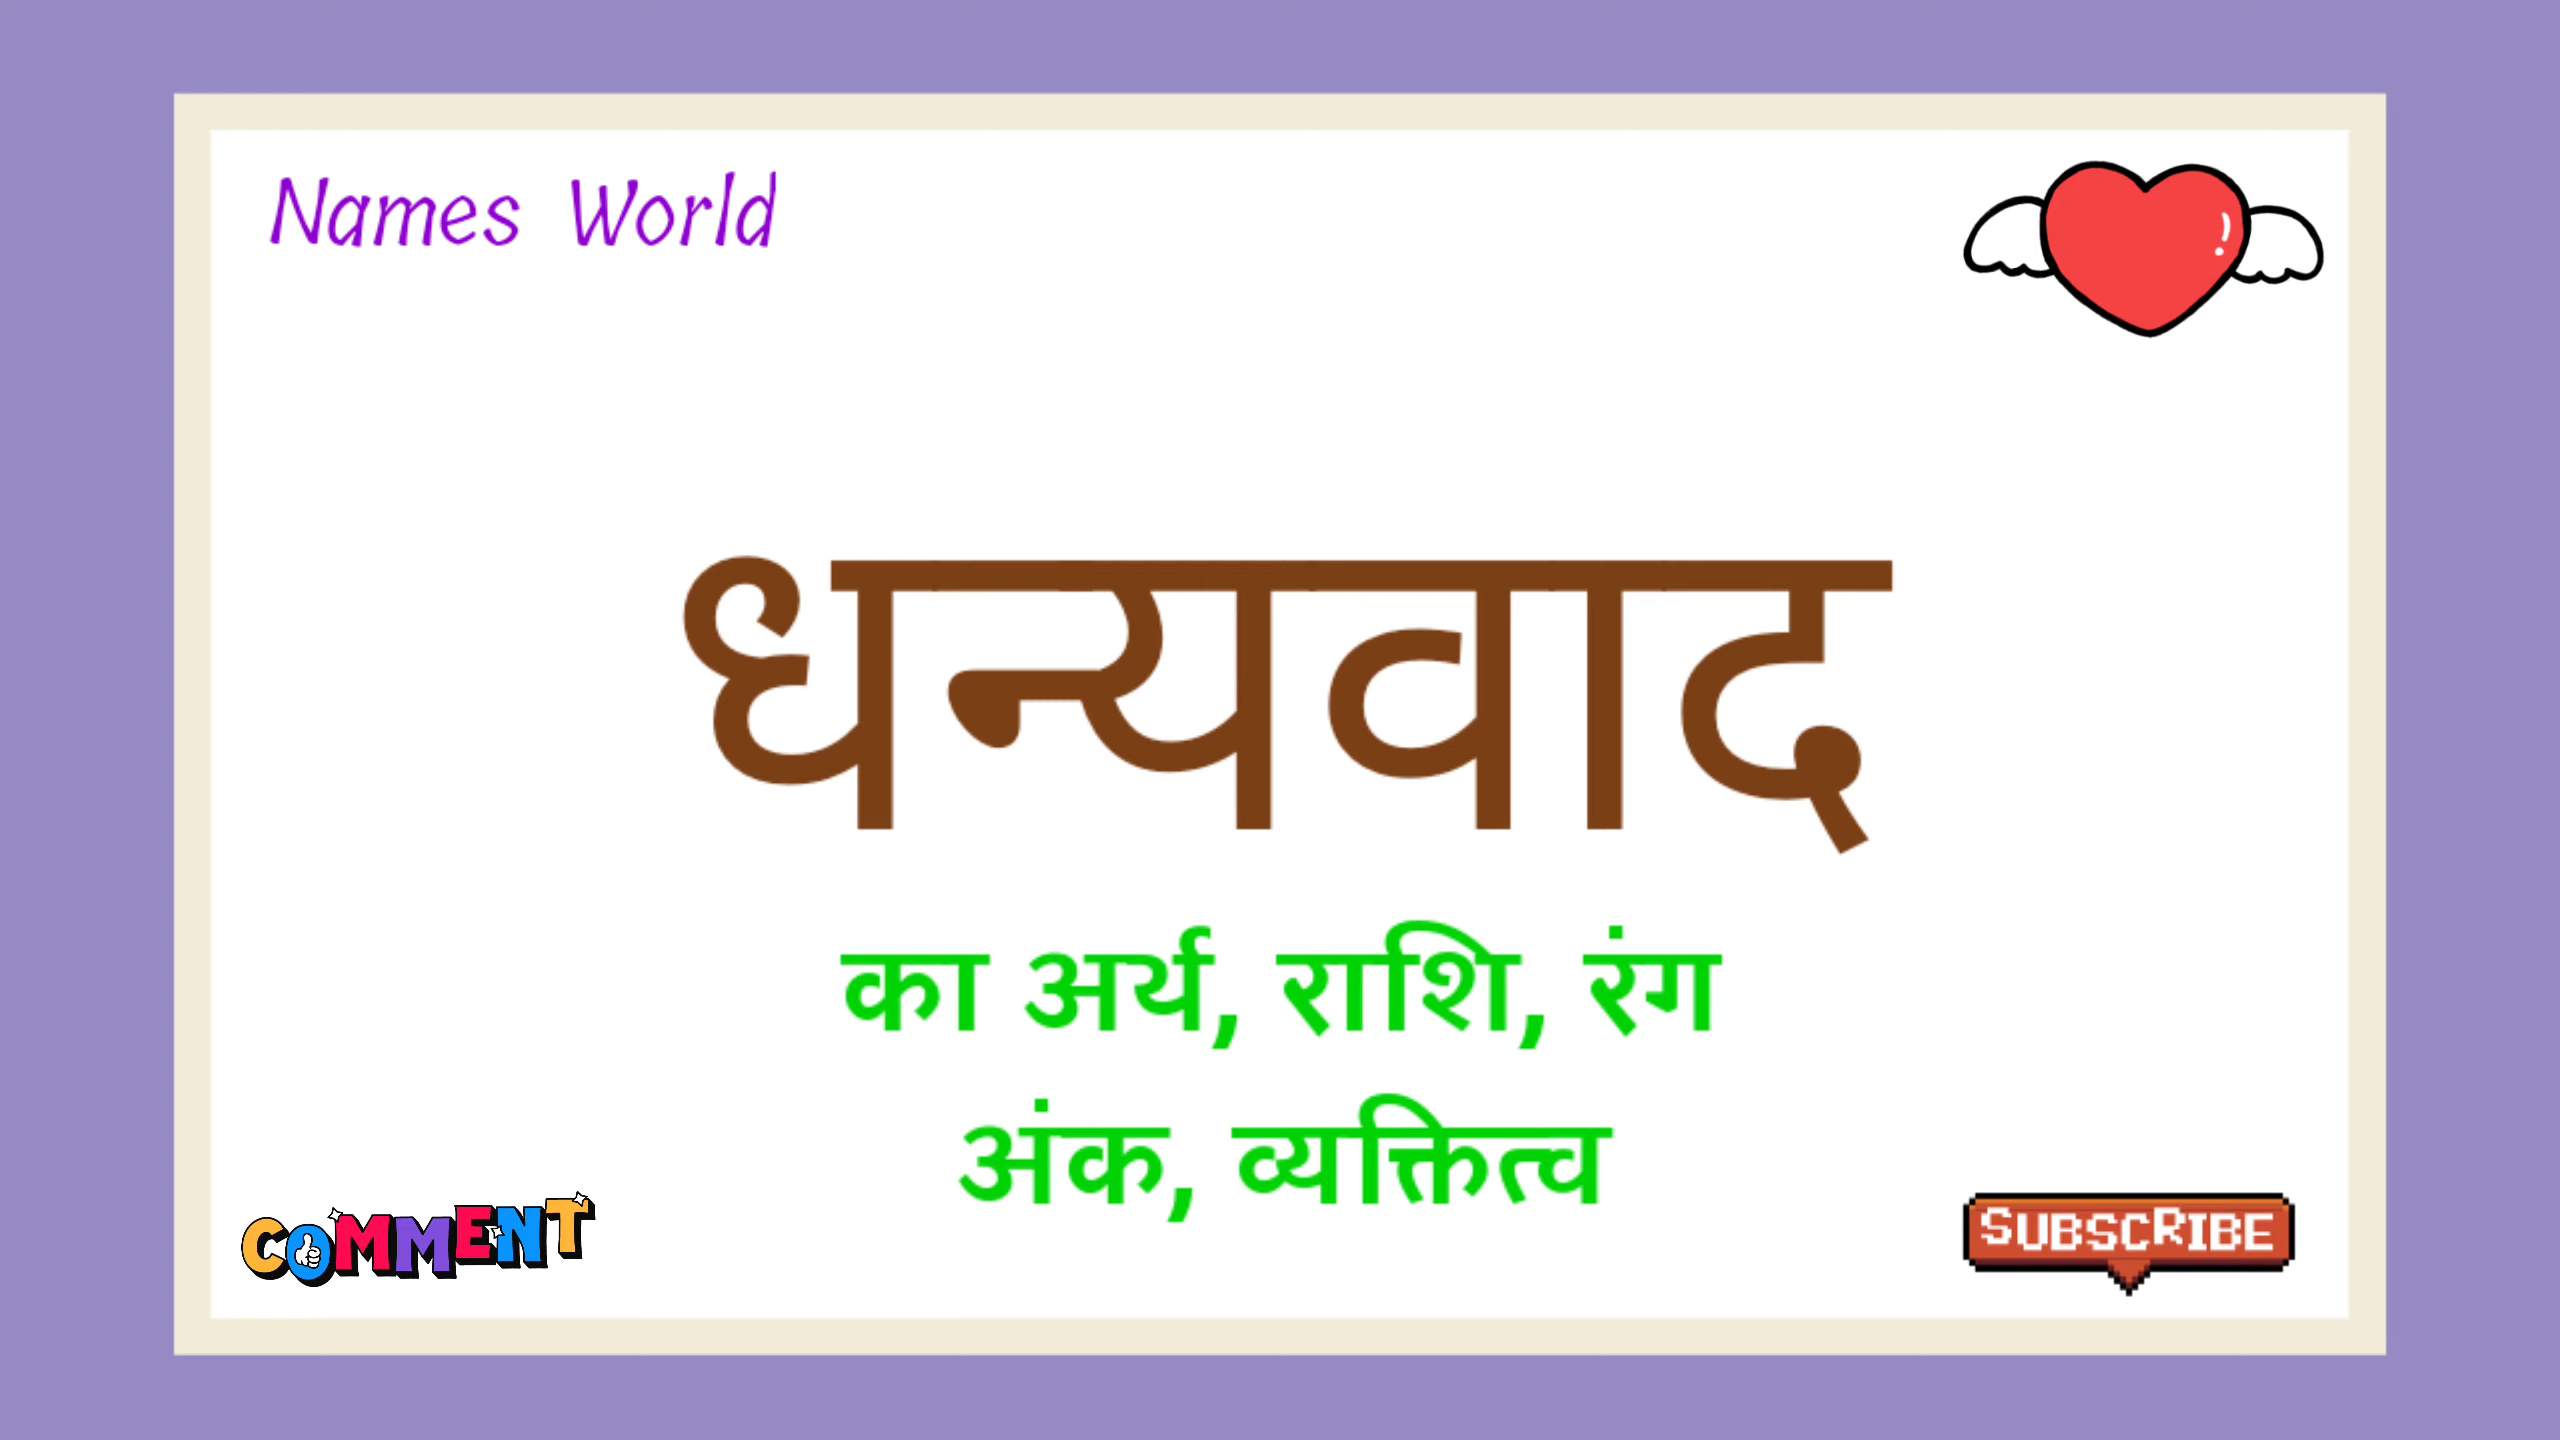 Names World
धन्यवाद
का अर्थ, राशि, रंग
अंक, व्यक्तित्व
COMMENT
SUBSCRIBE